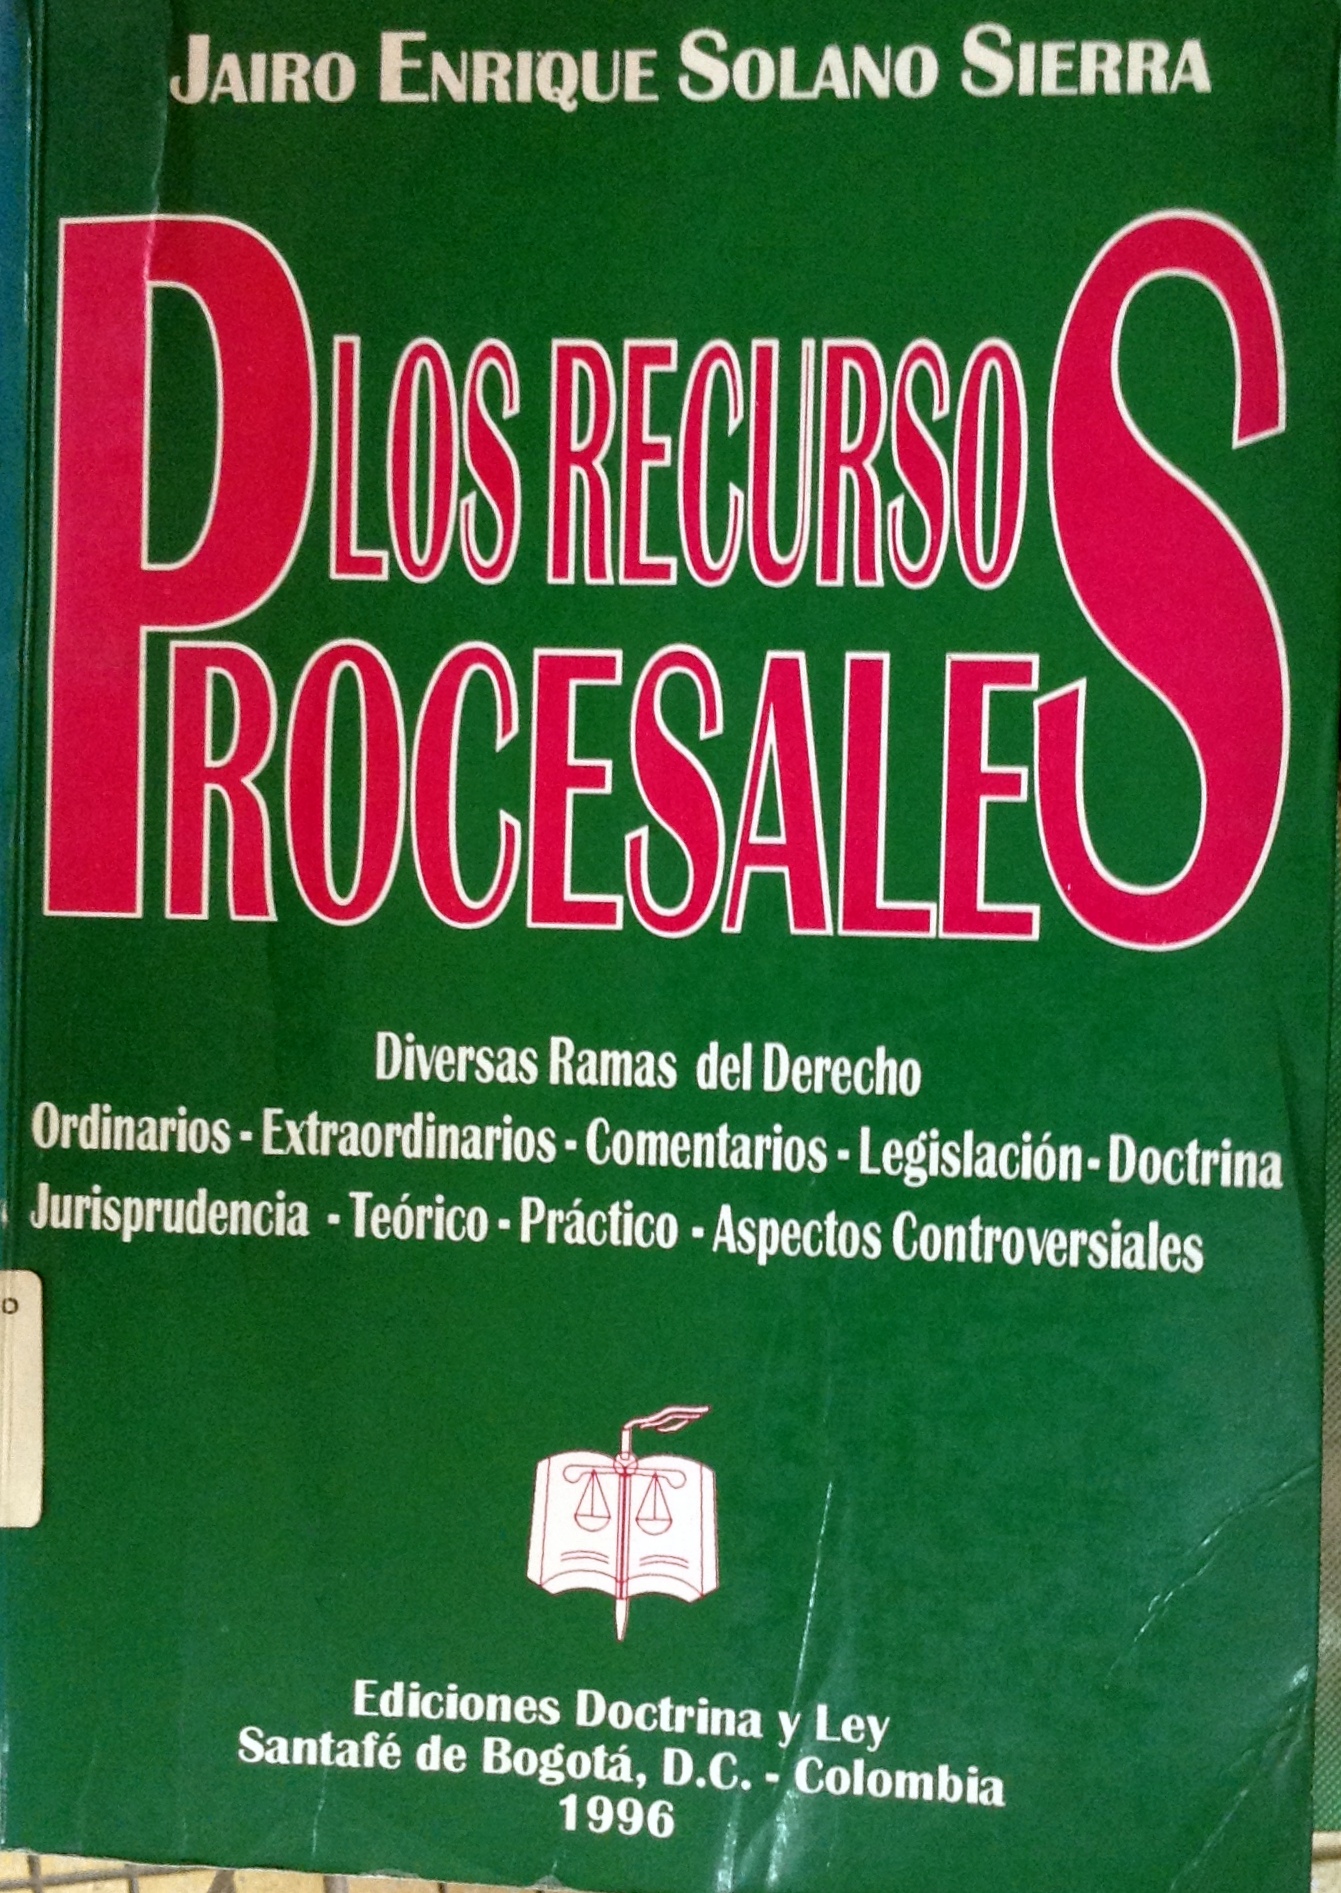 JAIRO ENRIQUE SOLANO SIERRA
LOS RECURSOS
PROCESALES
Diversas Ramas del Derecho
Ordinarios - Extraordinarios - Comentarios - Legislación - Doctrina
Jurisprudencia - Teórico - Práctico - Aspectos Controversiales
Ediciones Doctrina y Ley
Santafé de Bogotá, D.C. - Colombia
1996